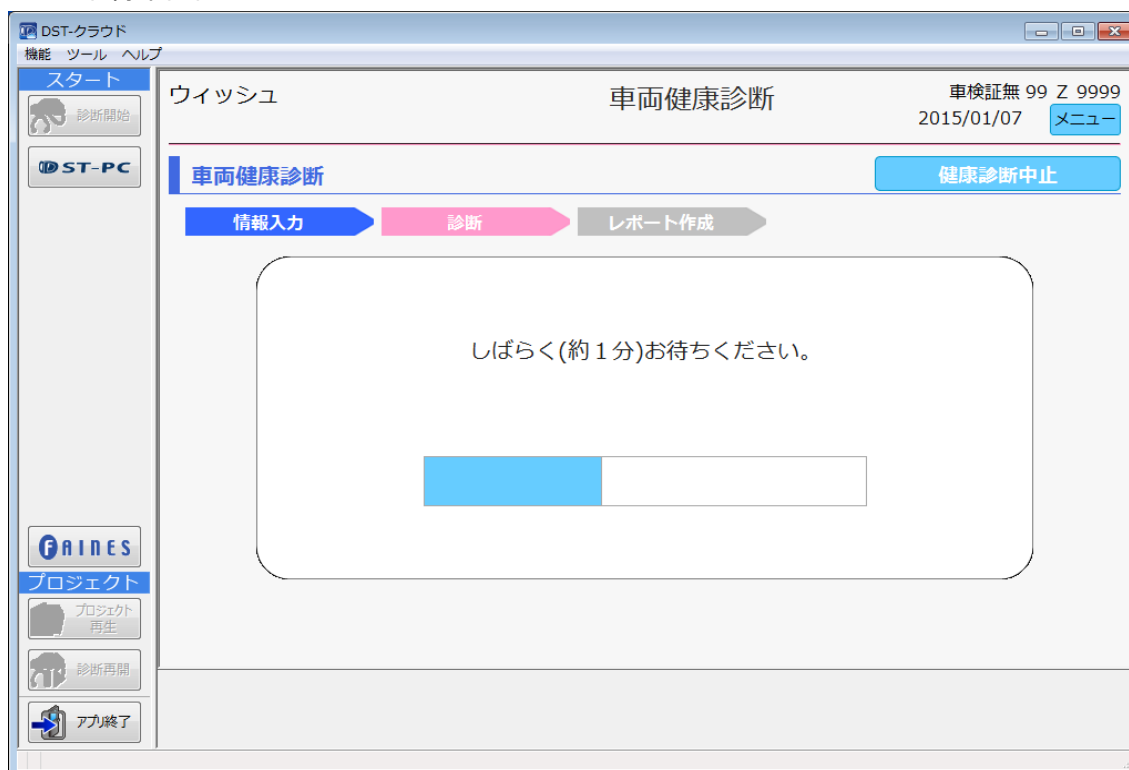 DST-クラウド
機能 ツール ヘルプ
スタート
診断開始
DST-PC
FAINES
プロジェクト
プロジェクト
再生
診断再開
アプリ終了
ウィッシュ
車両健康診断
車検証無 99 Z 9999
2015/01/07
メニュー
車両健康診断
健康診断中止
情報入力
診断
レポート作成
しばらく(約１分)お待ちください。